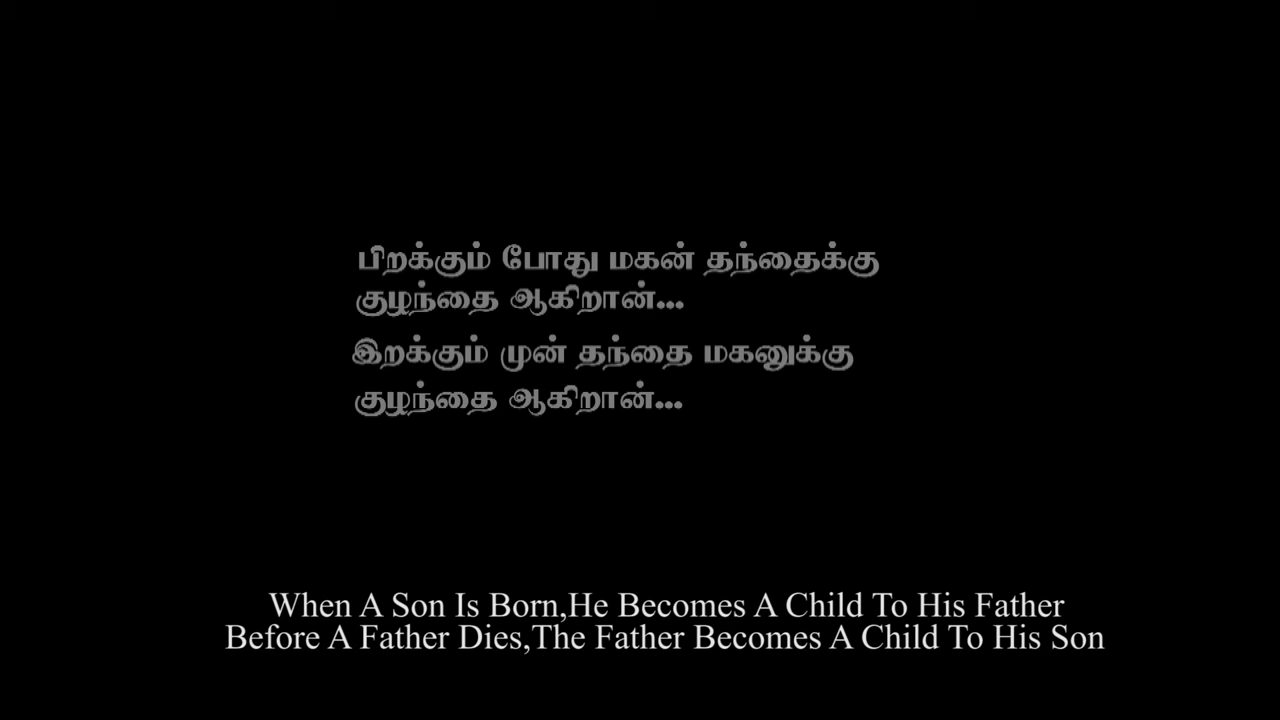 பிறக்கும் போது மகன் தந்தைக்கு
குழந்தை ஆகிறான்...
இறக்கும் முன் தந்தை மகனுக்கு
குழந்தை ஆகிறான்...
When A Son Is Born,He Becomes A Child To His Father
Before A Father Dies,The Father Becomes A Child To His Son